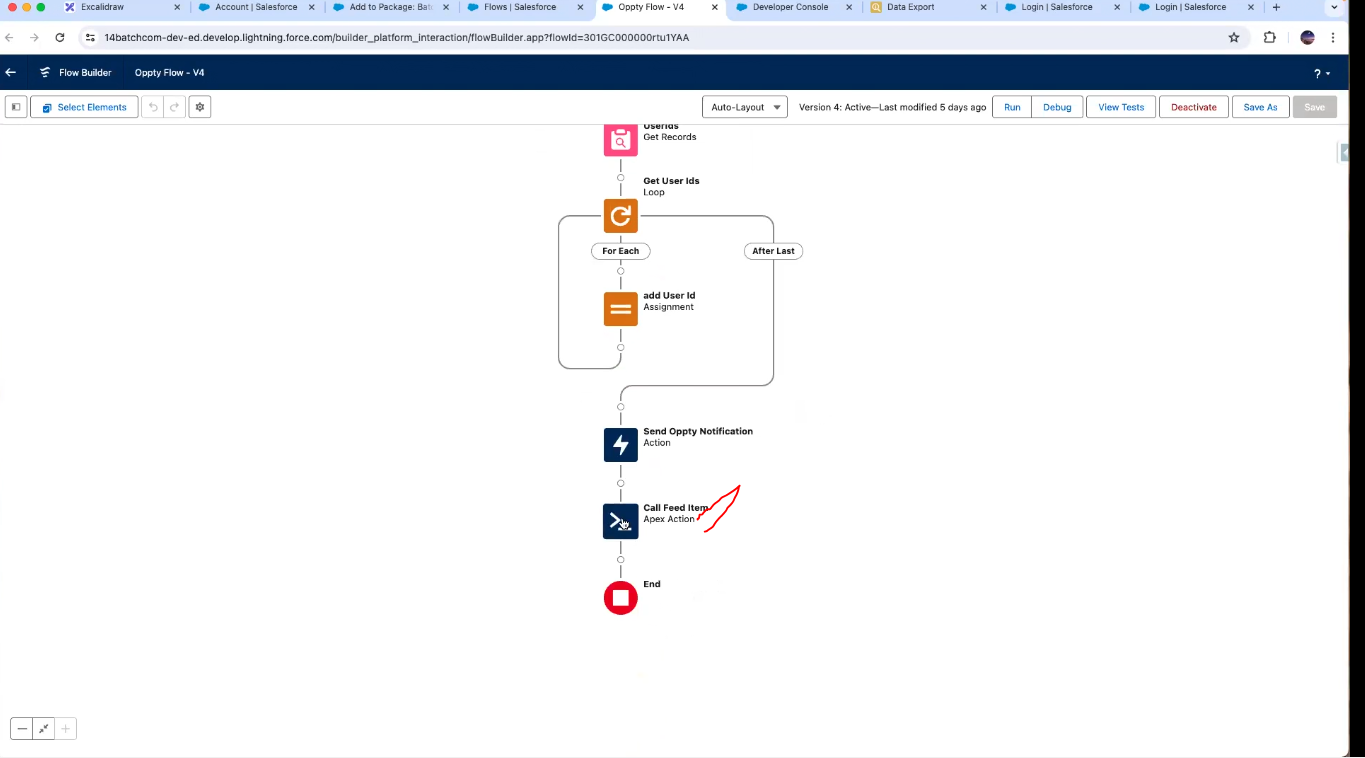 Excalidraw
Account | Salesforce
Add to Package: Bat
Flows | Salesforce
Oppty Flow - V4
Developer Console
Data Export
Login | Salesforce
Login | Salesforce
14batchcom-dev-ed.develop.lightning.force.com/builder_platform_interaction/flowBuilder.app?flowId=301GC000000rtu1YAA
Flow Builder
Oppty Flow - V4
?
Select Elements
Auto-Layout
Version 4: Active—Last modified 5 days ago
Run
Debug
View Tests
Deactivate
Save As
Save
UserIds
Get Records
Get User Ids
Loop
For Each
After Last
add User Id
Assignment
Send Oppty Notification
Action
Call Feed Item
Apex Action
End